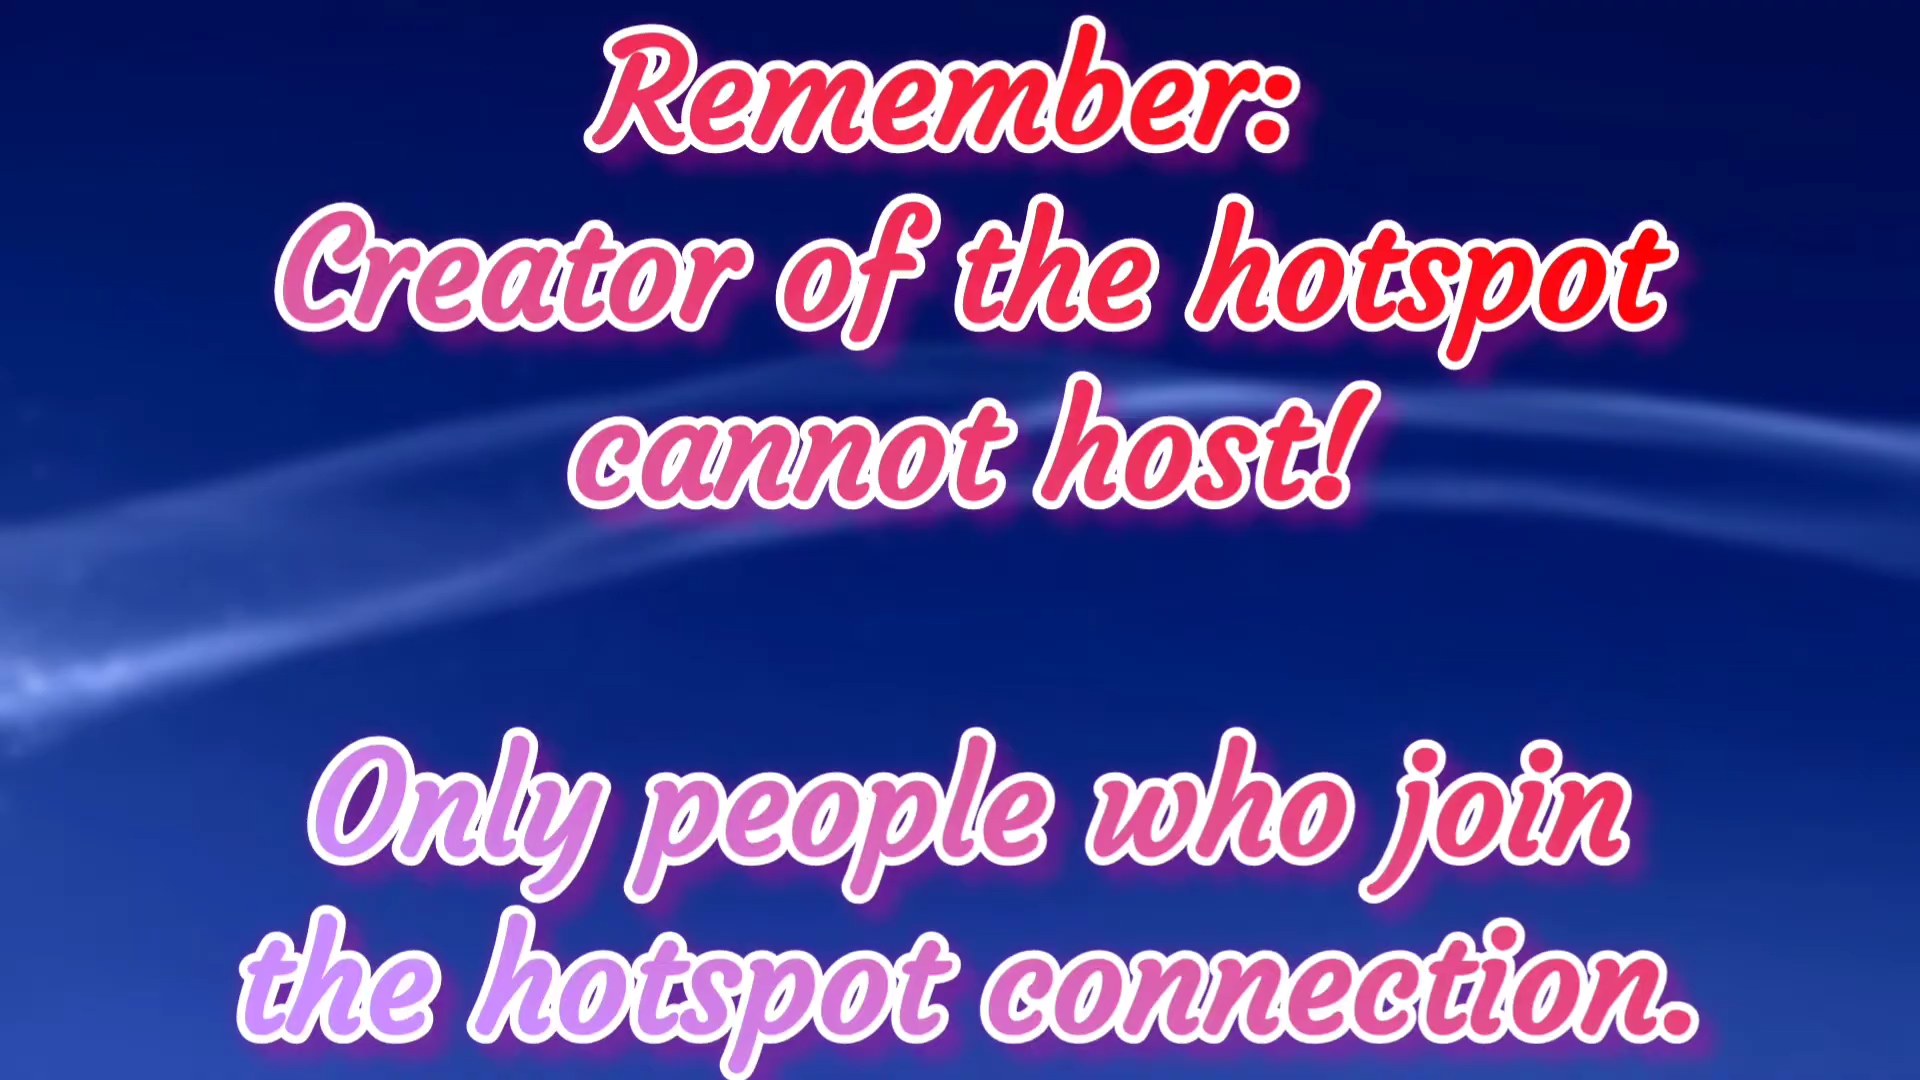 Remember:
Creator of the hotspot
cannot host!
Only people who join
the hotspot connection.